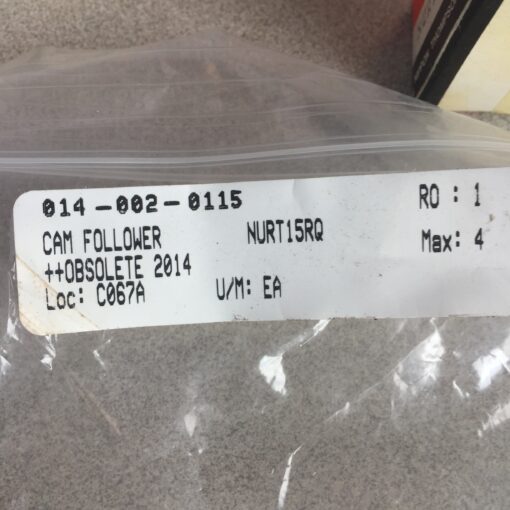 014-002-0115 RO : 1
CAM FOLLOWER NURT15RQ Max: 4
++OBSOLETE 2014
Loc: C067A U/M: EA